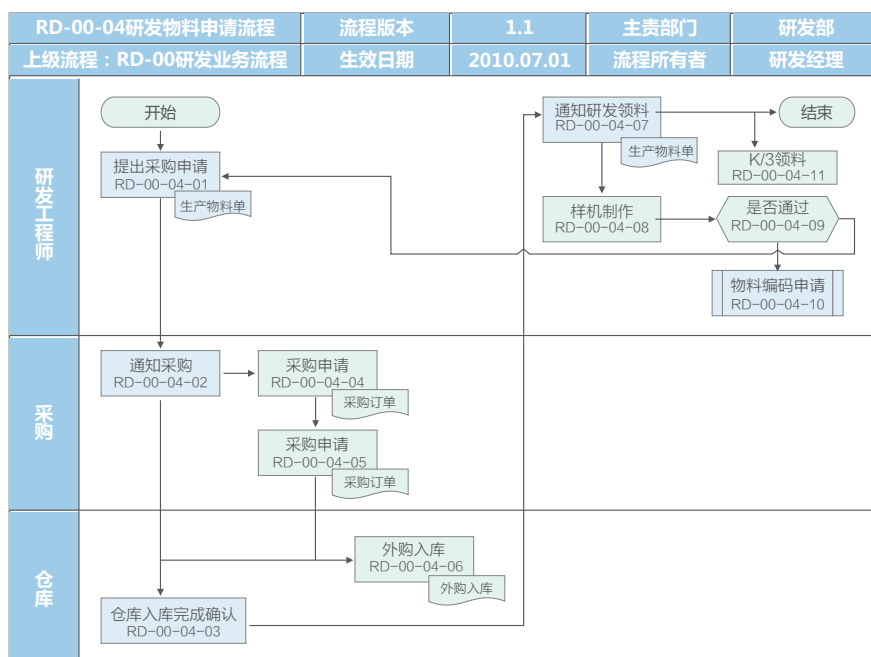 RD-00-04研发物料申请流程 流程版本 1.1 主责部门 研发部
上级流程：RD-00研发业务流程 生效日期 2010.07.01 流程所有者 研发经理
研发工程师
开始
提出采购申请
RD-00-04-01
生产物料单
通知研发领料
RD-00-04-07
生产物料单
结束
K/3领料
RD-00-04-11
样机制作
RD-00-04-08
是否通过
RD-00-04-09
物料编码申请
RD-00-04-10
采购
通知采购
RD-00-04-02
采购申请
RD-00-04-04
采购订单
采购申请
RD-00-04-05
采购订单
仓库
外购入库
RD-00-04-06
外购入库
仓库入库完成确认
RD-00-04-03